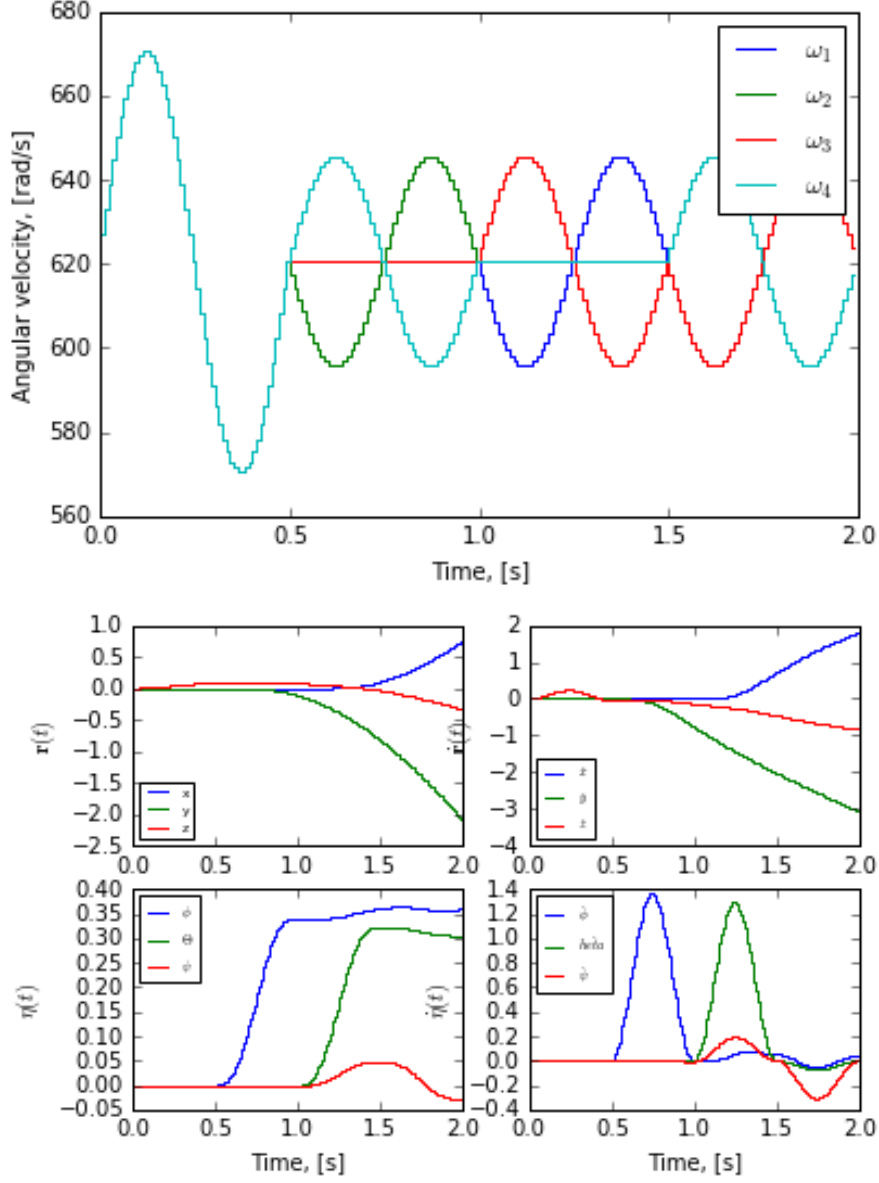 680
660
640
620
600
580
560
Angular velocity, [rad/s]
ω₁
ω₂
ω₃
ω₄
0.0 0.5 1.0 1.5 2.0
Time, [s]
1.0
0.5
0.0
−0.5
−1.0
−1.5
−2.0
−2.5
r(t)
x
y
z
0.0 0.5 1.0 1.5 2.0
2
1
0
−1
−2
−3
−4
ṙ(t)
0.0 0.5 1.0 1.5 2.0
0.40
0.35
0.30
0.25
0.20
0.15
0.10
0.05
0.00
−0.05
η(t)
ϕ
Θ
ψ
0.0 0.5 1.0 1.5 2.0
Time, [s]
1.4
1.2
1.0
0.8
0.6
0.4
0.2
0.0
−0.2
−0.4
η̇(t)
0.0 0.5 1.0 1.5 2.0
Time, [s]